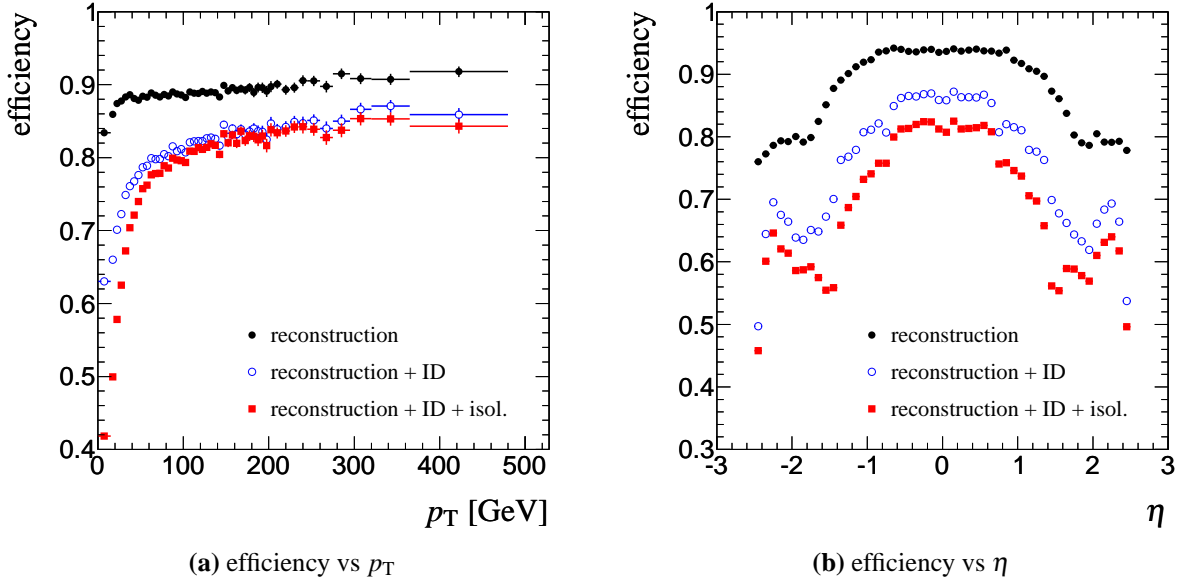 efficiency
1
0.9
0.8
0.7
0.6
0.5
0.4
0 100 200 300 400 500
reconstruction
reconstruction + ID
reconstruction + ID + isol.
pT [GeV]
(a) efficiency vs pT
efficiency
1
0.9
0.8
0.7
0.6
0.5
0.4
0.3
−3 −2 −1 0 1 2 3
reconstruction
reconstruction + ID
reconstruction + ID + isol.
η
(b) efficiency vs η